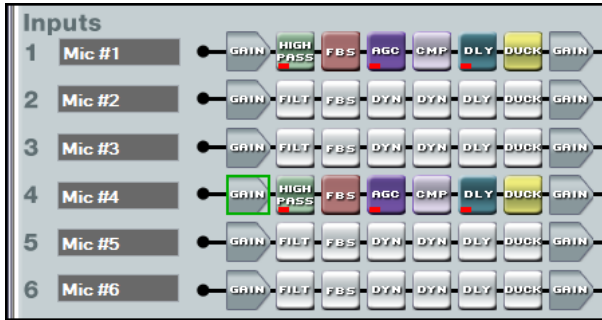 Inputs
1 Mic #1 GAIN HIGH PASS FBS AGC CMP DLY DUCK GAIN
2 Mic #2 GAIN FILT FBS DYN DYN DLY DUCK GAIN
3 Mic #3 GAIN FILT FBS DYN DYN DLY DUCK GAIN
4 Mic #4 GAIN HIGH PASS FBS AGC CMP DLY DUCK GAIN
5 Mic #5 GAIN FILT FBS DYN DYN DLY DUCK GAIN
6 Mic #6 GAIN FILT FBS DYN DYN DLY DUCK GAIN